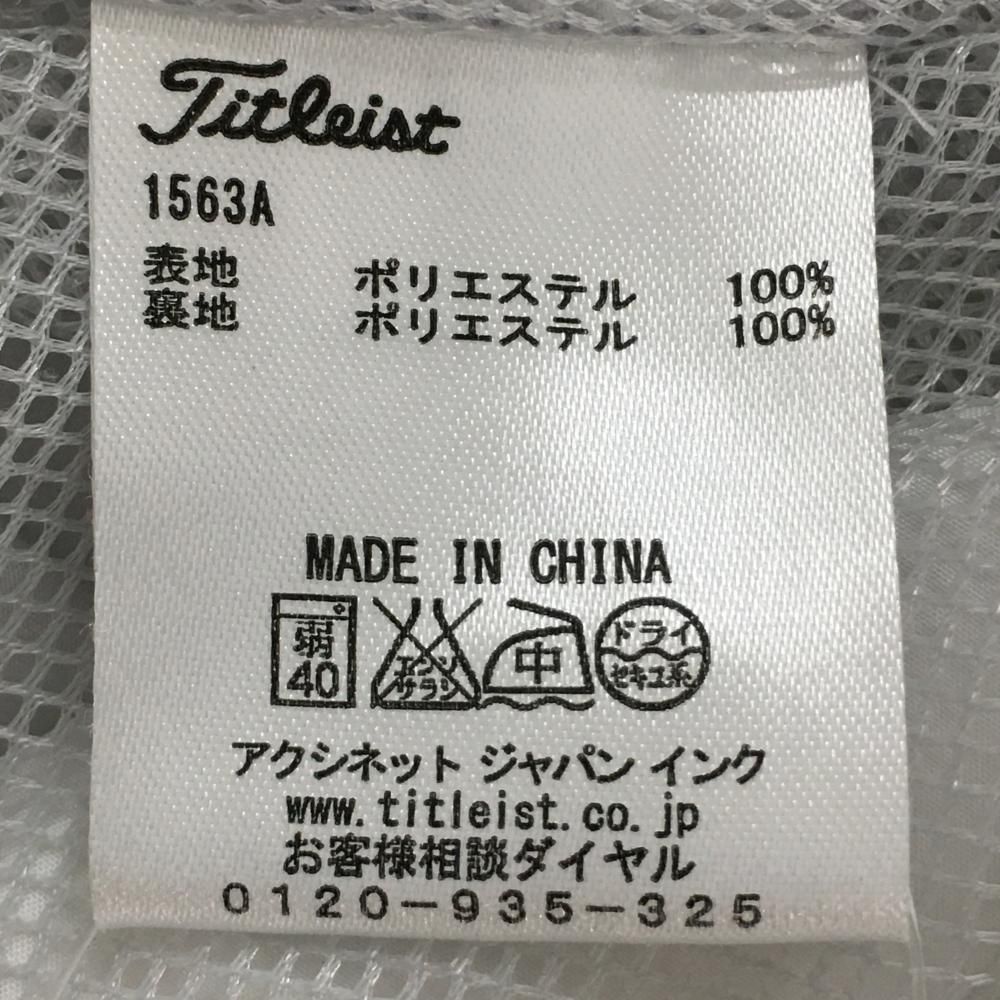 Titleist
1563A
表地 ポリエステル 100%
裏地 ポリエステル 100%
MADE IN CHINA
弱 40 エンソ サラシ 中 ドライ セキユ系
アクシネット ジャパン インク
www.titleist.co.jp
お客様相談ダイヤル
0120-935-325